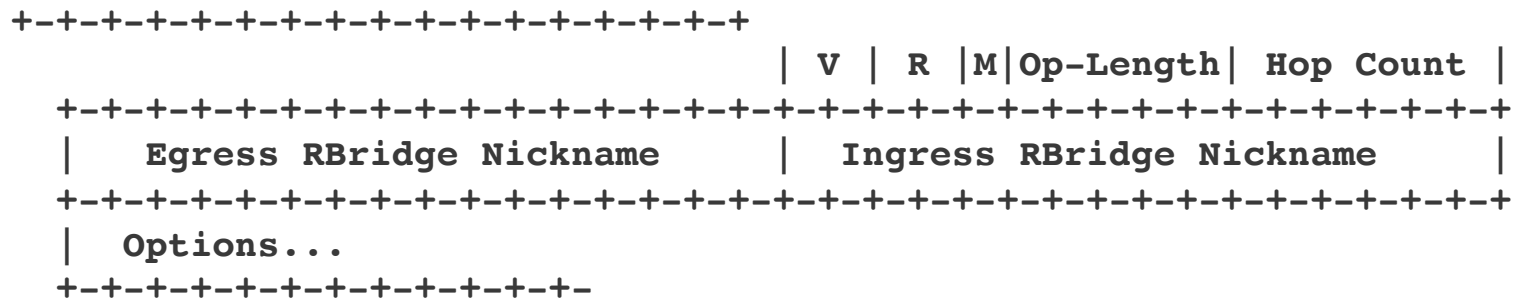 +-+-+-+-+-+-+-+-+-+-+-+-+-+-+-+-+
| V | R |M|Op-Length| Hop Count |
+-+-+-+-+-+-+-+-+-+-+-+-+-+-+-+-+-+-+-+-+-+-+-+-+-+-+-+-+-+-+-+-+
| Egress RBridge Nickname | Ingress RBridge Nickname |
+-+-+-+-+-+-+-+-+-+-+-+-+-+-+-+-+-+-+-+-+-+-+-+-+-+-+-+-+-+-+-+-+
| Options...
+-+-+-+-+-+-+-+-+-+-+-+-